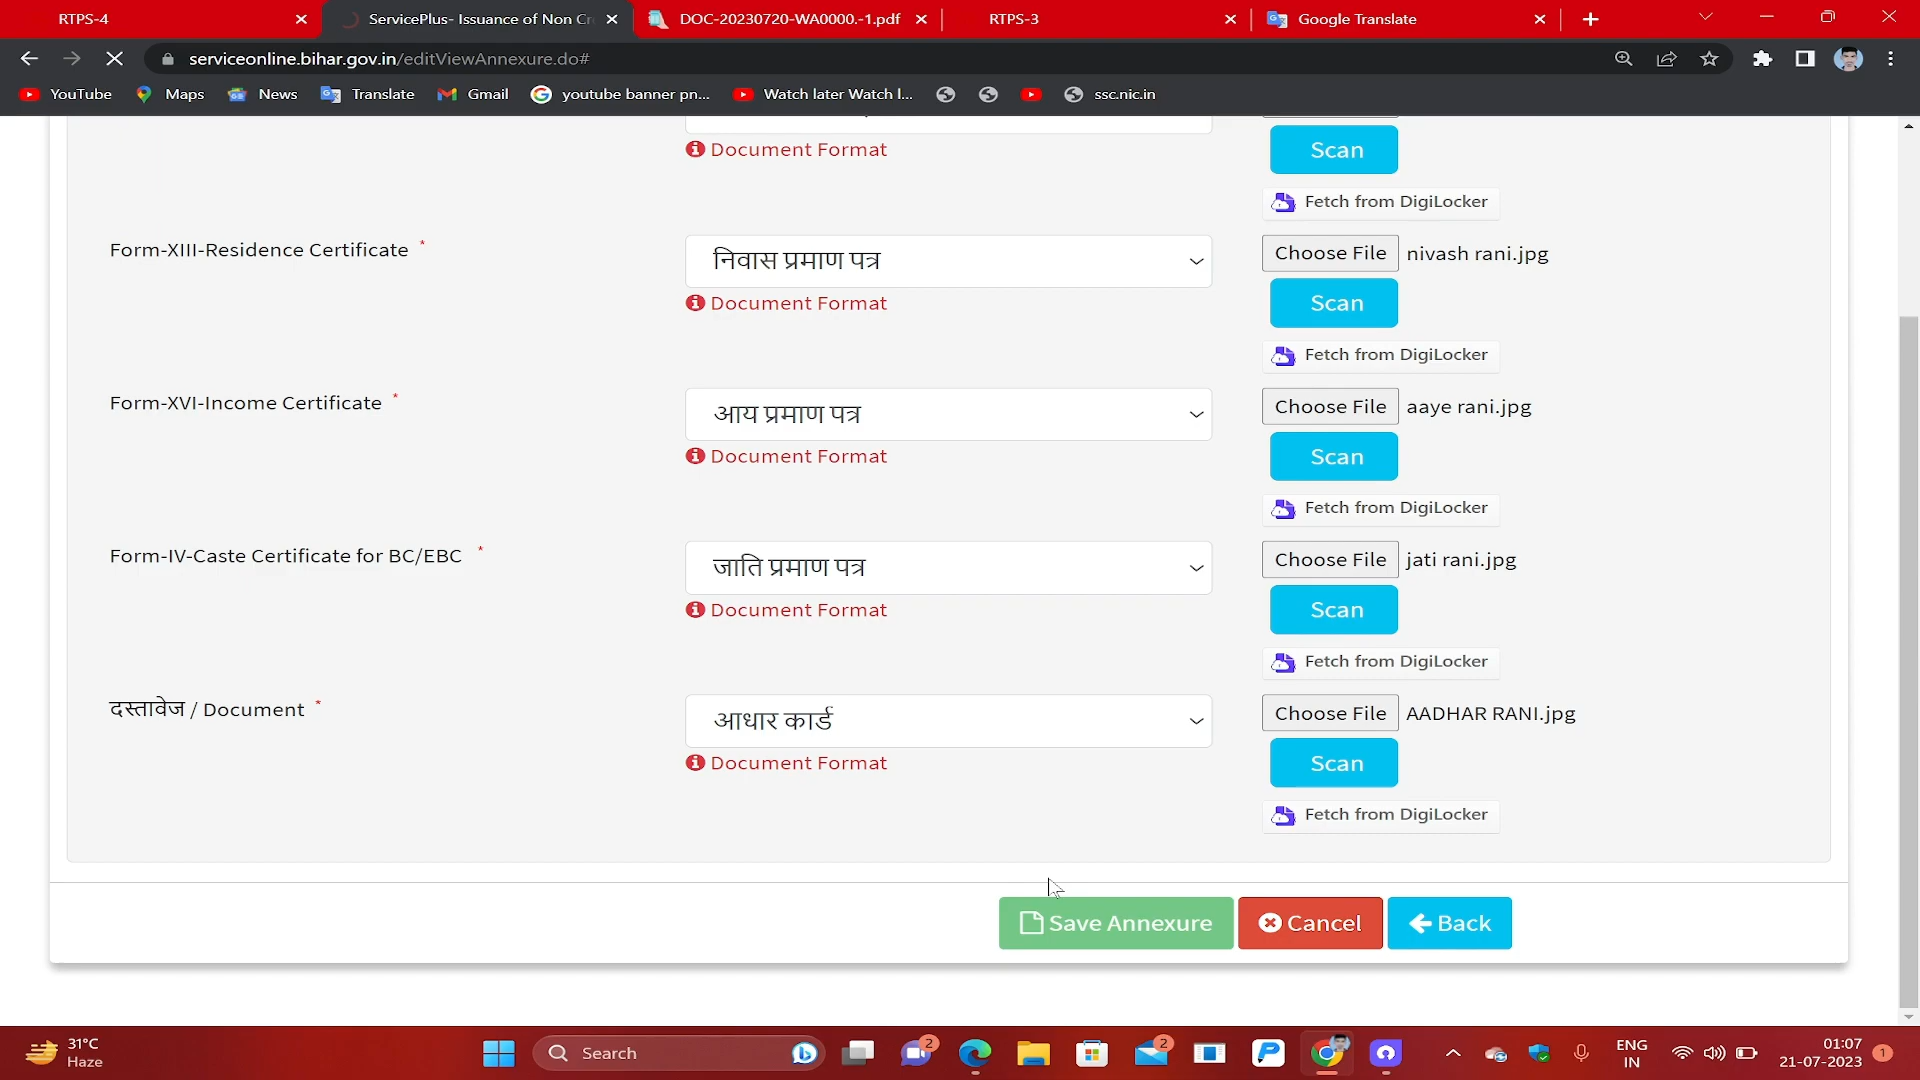 RTPS-4
ServicePlus- Issuance of Non Cr
DOC-20230720-WA0000.-1.pdf
RTPS-3
Google Translate
serviceonline.bihar.gov.in/editViewAnnexure.do#
YouTube
Maps
News
Translate
Gmail
youtube banner pn...
Watch later Watch l...
ssc.nic.in
Document Format
Scan
Fetch from DigiLocker
Form-XIII-Residence Certificate *
निवास प्रमाण पत्र
Choose File nivash rani.jpg
Document Format
Scan
Fetch from DigiLocker
Form-XVI-Income Certificate *
आय प्रमाण पत्र
Choose File aaye rani.jpg
Document Format
Scan
Fetch from DigiLocker
Form-IV-Caste Certificate for BC/EBC *
जाति प्रमाण पत्र
Choose File jati rani.jpg
Document Format
Scan
Fetch from DigiLocker
दस्तावेज / Document *
आधार कार्ड
Choose File AADHAR RANI.jpg
Document Format
Scan
Fetch from DigiLocker
Save Annexure
Cancel
Back
31°C
Haze
Search
2
2
ENG
IN
01:07
21-07-2023
1